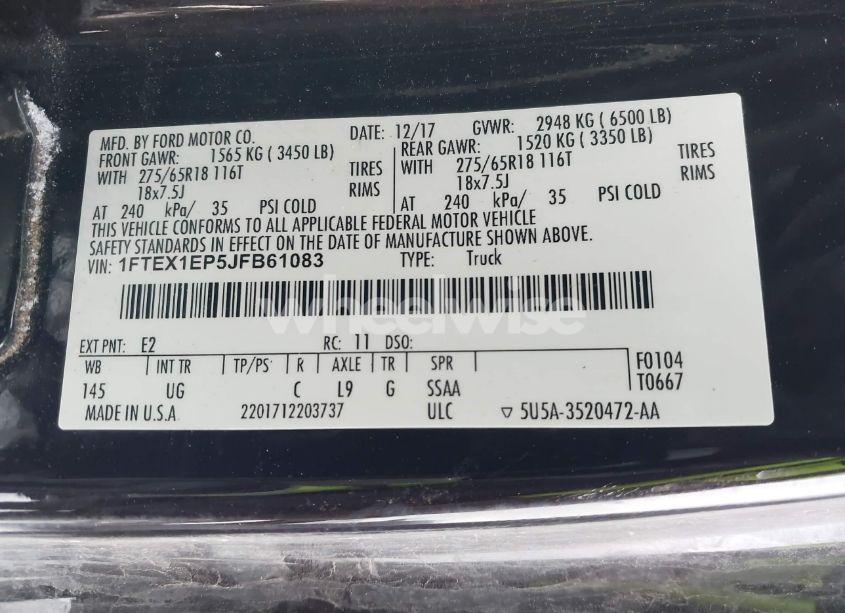 MFD. BY FORD MOTOR CO. DATE: 12/17 GVWR: 2948 KG ( 6500 LB)
FRONT GAWR: 1565 KG ( 3450 LB) REAR GAWR: 1520 KG ( 3350 LB)
WITH 275/65R18 116T TIRES WITH 275/65R18 116T TIRES
18x7.5J RIMS 18x7.5J RIMS
AT 240 kPa/ 35 PSI COLD AT 240 kPa/ 35 PSI COLD
THIS VEHICLE CONFORMS TO ALL APPLICABLE FEDERAL MOTOR VEHICLE
SAFETY STANDARDS IN EFFECT ON THE DATE OF MANUFACTURE SHOWN ABOVE.
VIN: 1FTEX1EP5JFB61083 TYPE: Truck
wheelwise
EXT PNT: E2 RC: 11 DSO:
WB INT TR TP/PS R AXLE TR SPR F0104
145 UG C L9 G SSAA T0667
MADE IN U.S.A. 2201712203737 ULC ▽ 5U5A-3520472-AA